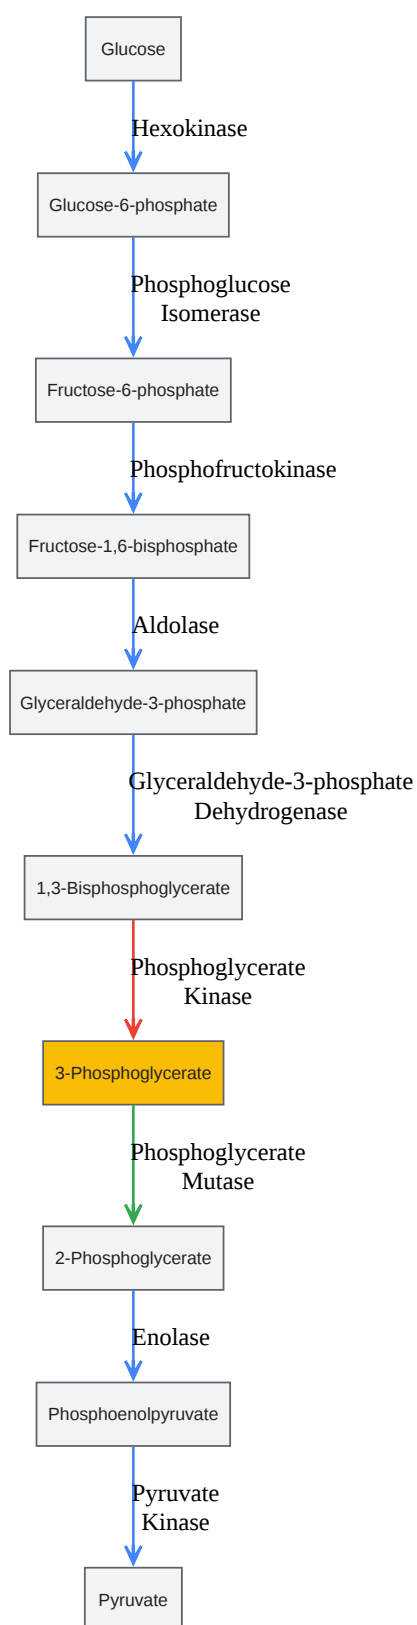 Glucose
Hexokinase
Glucose-6-phosphate
Phosphoglucose
Isomerase
Fructose-6-phosphate
Phosphofructokinase
Fructose-1,6-bisphosphate
Aldolase
Glyceraldehyde-3-phosphate
Glyceraldehyde-3-phosphate
Dehydrogenase
1,3-Bisphosphoglycerate
Phosphoglycerate
Kinase
3-Phosphoglycerate
Phosphoglycerate
Mutase
2-Phosphoglycerate
Enolase
Phosphoenolpyruvate
Pyruvate
Kinase
Pyruvate